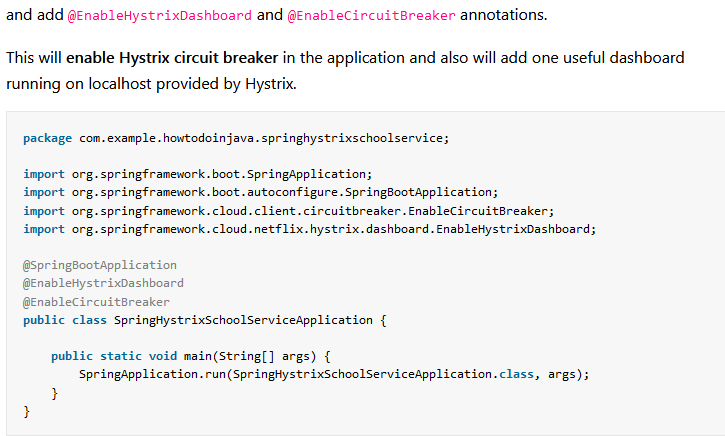 and add @EnableHystrixDashboard and @EnableCircuitBreaker annotations.
This will enable Hystrix circuit breaker in the application and also will add one useful dashboard
running on localhost provided by Hystrix.
package com.example.howtodoinjava.springhystrixschoolservice;
import org.springframework.boot.SpringApplication;
import org.springframework.boot.autoconfigure.SpringBootApplication;
import org.springframework.cloud.client.circuitbreaker.EnableCircuitBreaker;
import org.springframework.cloud.netflix.hystrix.dashboard.EnableHystrixDashboard;
@SpringBootApplication
@EnableHystrixDashboard
@EnableCircuitBreaker
public class SpringHystrixSchoolServiceApplication {
    public static void main(String[] args) {
        SpringApplication.run(SpringHystrixSchoolServiceApplication.class, args);
    }
}